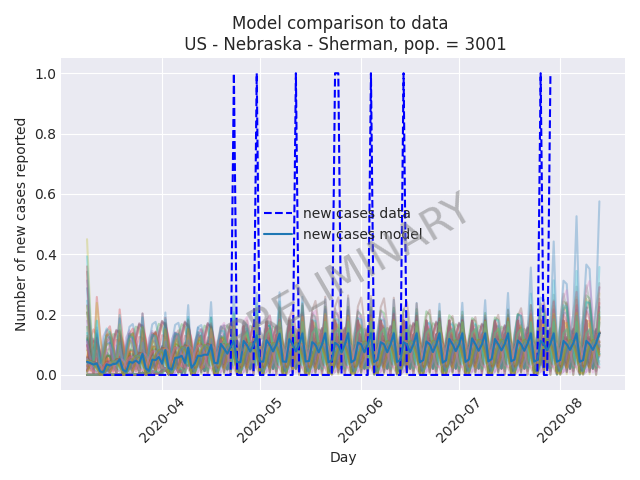 Model comparison to data
US - Nebraska - Sherman, pop. = 3001
Number of new cases reported
1.0
0.8
0.6
0.4
0.2
0.0
new cases data
new cases model
PRELIMINARY
2020-04
2020-05
2020-06
2020-07
2020-08
Day